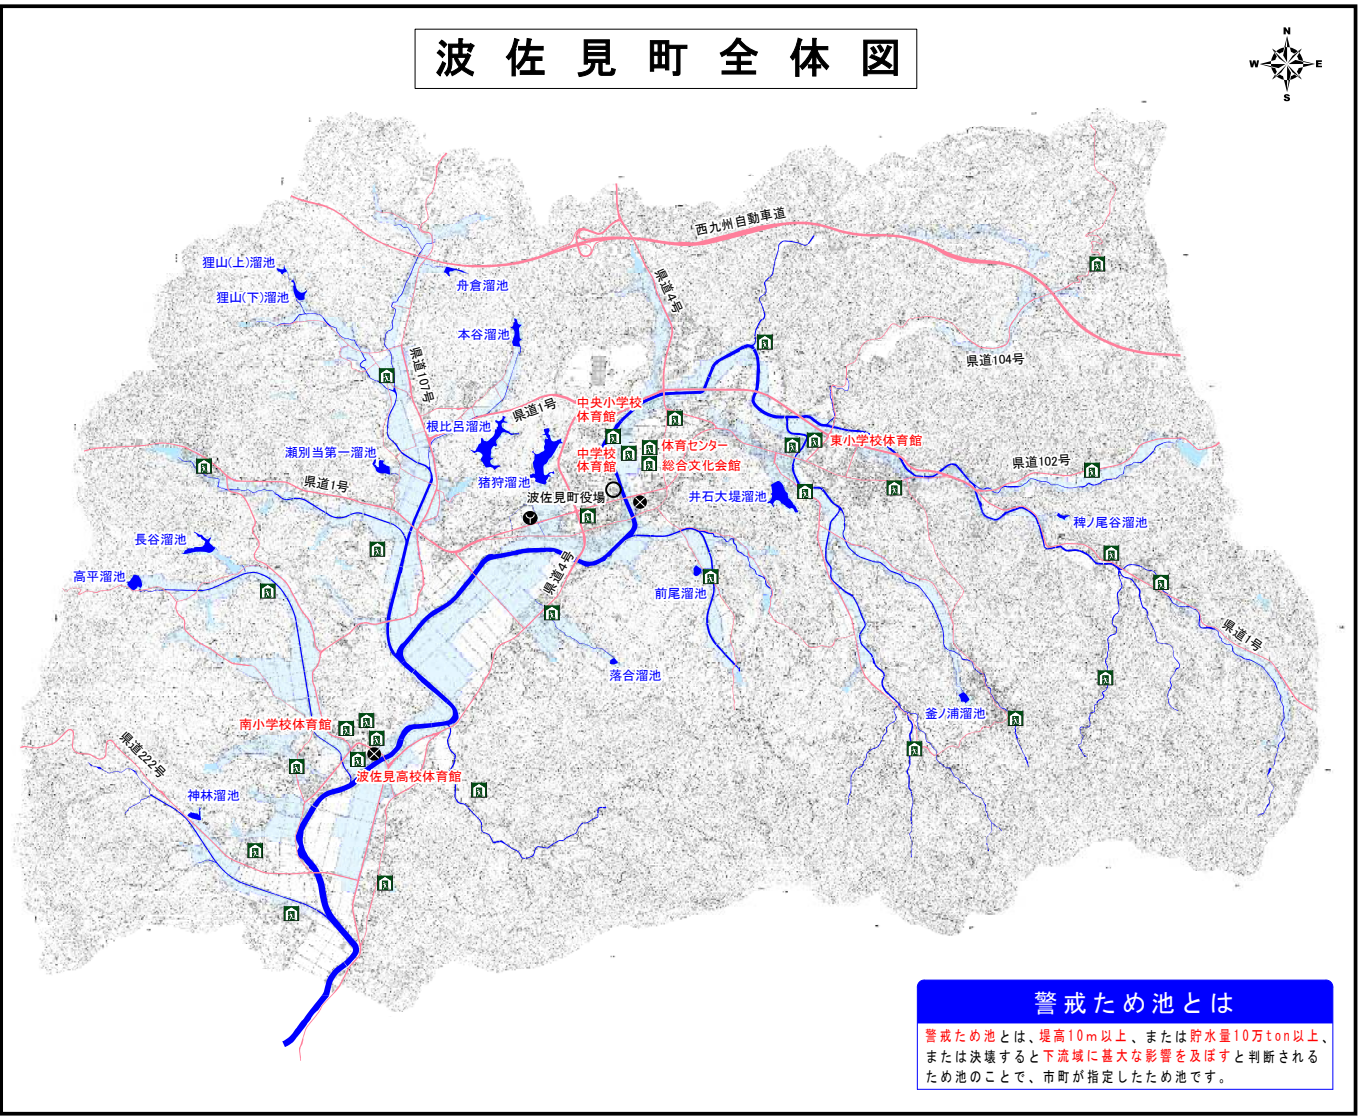 波佐見町全体図
N
W
E
S
西九州自動車道
狸山(上)溜池
狸山(下)溜池
舟倉溜池
県道4号
本谷溜池
県道107号
県道104号
中央小学校
体育館
県道1号
根比呂溜池
東小学校体育館
体育センター
中学校
体育館
総合文化会館
瀬別当第一溜池
県道1号
猪狩溜池
県道102号
波佐見町役場
井石大堤溜池
稗ノ尾谷溜池
長谷溜池
高平溜池
県道4号
前尾溜池
県道1号
落合溜池
釜ノ浦溜池
南小学校体育館
県道222号
波佐見高校体育館
神林溜池
警戒ため池とは
警戒ため池とは、堤高10m以上、または貯水量10万ton以上、
または決壊すると下流域に甚大な影響を及ぼすと判断される
ため池のことで、市町が指定したため池です。